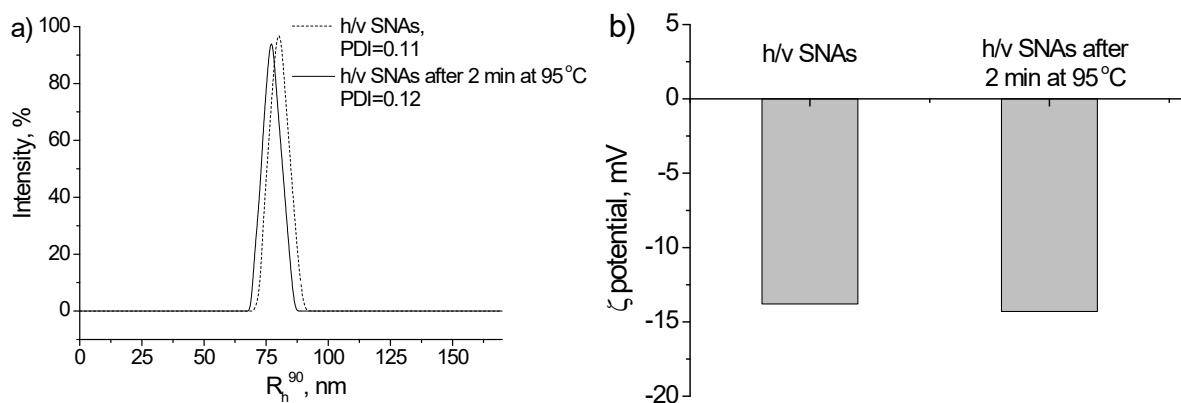 a)
100
80
60
40
20
0
Intensity, %
h/v SNAs,
PDI=0.11
h/v SNAs after 2 min at 95°C
PDI=0.12
0 25 50 75 100 125 150
R_h^90, nm
b)
5
0
-5
-10
-15
-20
ζ potential, mV
h/v SNAs
h/v SNAs after
2 min at 95°C